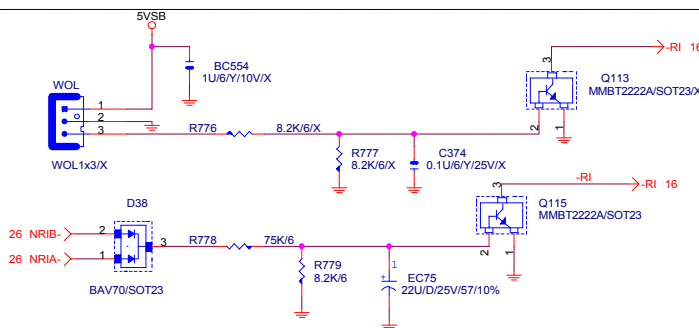 5VSB
BC554
1U/6/Y/10V/X
WOL
1
2
3
WOL1x3/X
R776
8.2K/6/X
R777
8.2K/6/X
C374
0.1U/6/Y/25V/X
3
2
1
-RI 16
Q113
MMBT2222A/SOT23/X
D38
26 NRIB-
26 NRIA-
2
1
3
BAV70/SOT23
R778
75K/6
R779
8.2K/6
1
+
EC75
22U/D/25V/57/10%
3
2
1
-RI
-RI 16
Q115
MMBT2222A/SOT23